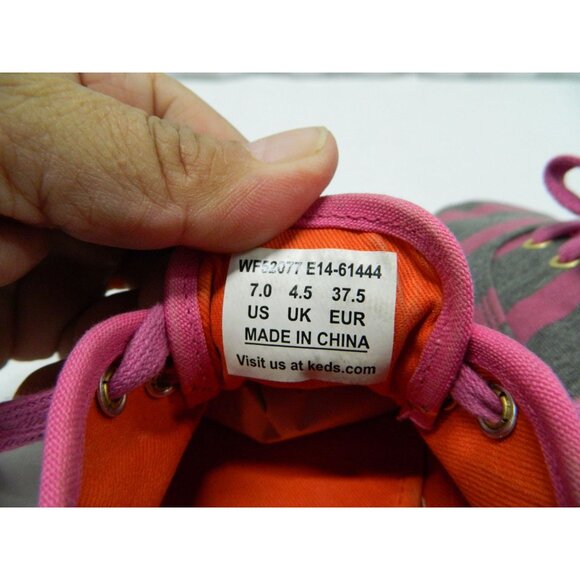 WF52077 E14-61444
7.0 4.5 37.5
US UK EUR
MADE IN CHINA
Visit us at keds.com